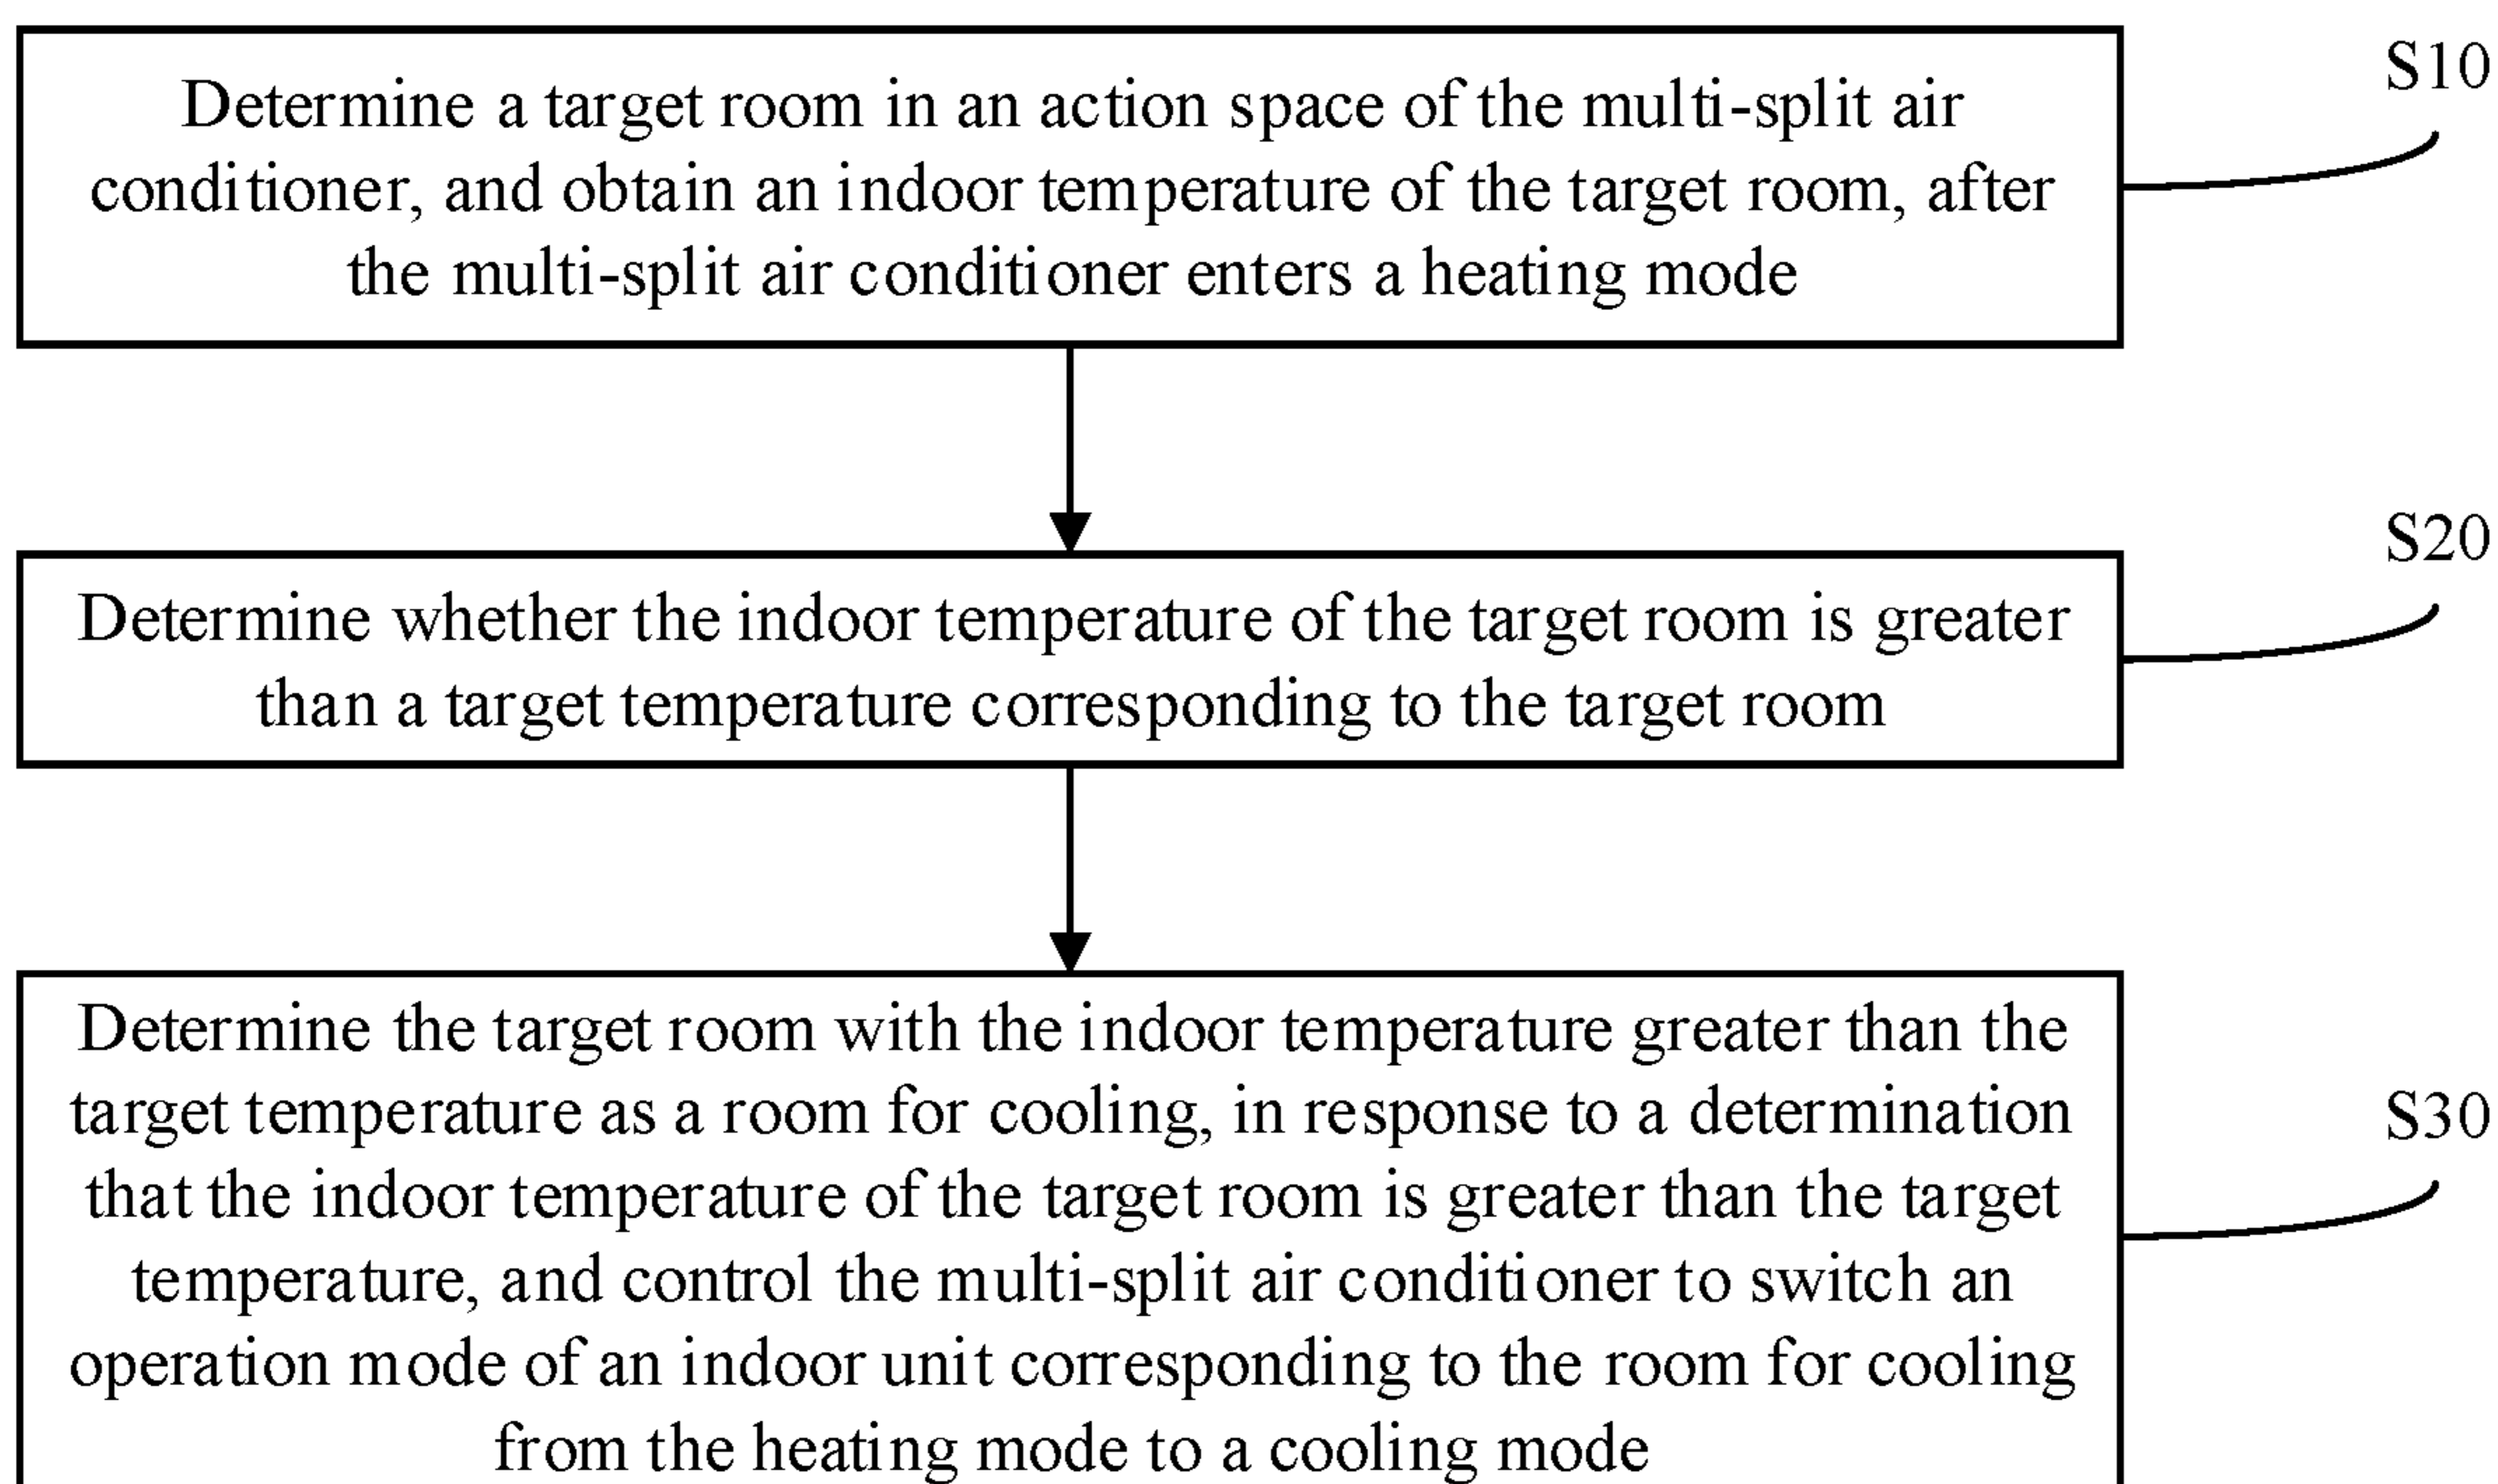 Determine a target room in an action space of the multi-split air
conditioner, and obtain an indoor temperature of the target room, after
the multi-split air conditioner enters a heating mode
S10
Determine whether the indoor temperature of the target room is greater
than a target temperature corresponding to the target room
S20
Determine the target room with the indoor temperature greater than the
target temperature as a room for cooling, in response to a determination
that the indoor temperature of the target room is greater than the target
temperature, and control the multi-split air conditioner to switch an
operation mode of an indoor unit corresponding to the room for cooling
from the heating mode to a cooling mode
S30